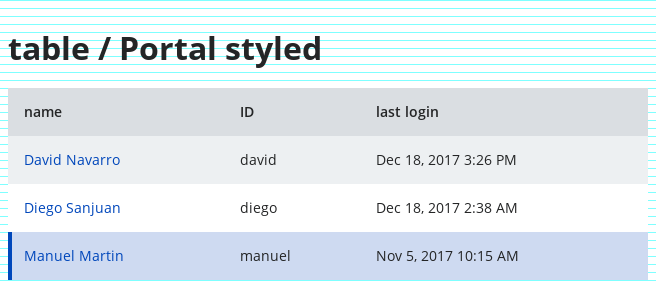 table / Portal styled
name ID last login
David Navarro david Dec 18, 2017 3:26 PM
Diego Sanjuan diego Dec 18, 2017 2:38 AM
Manuel Martin manuel Nov 5, 2017 10:15 AM